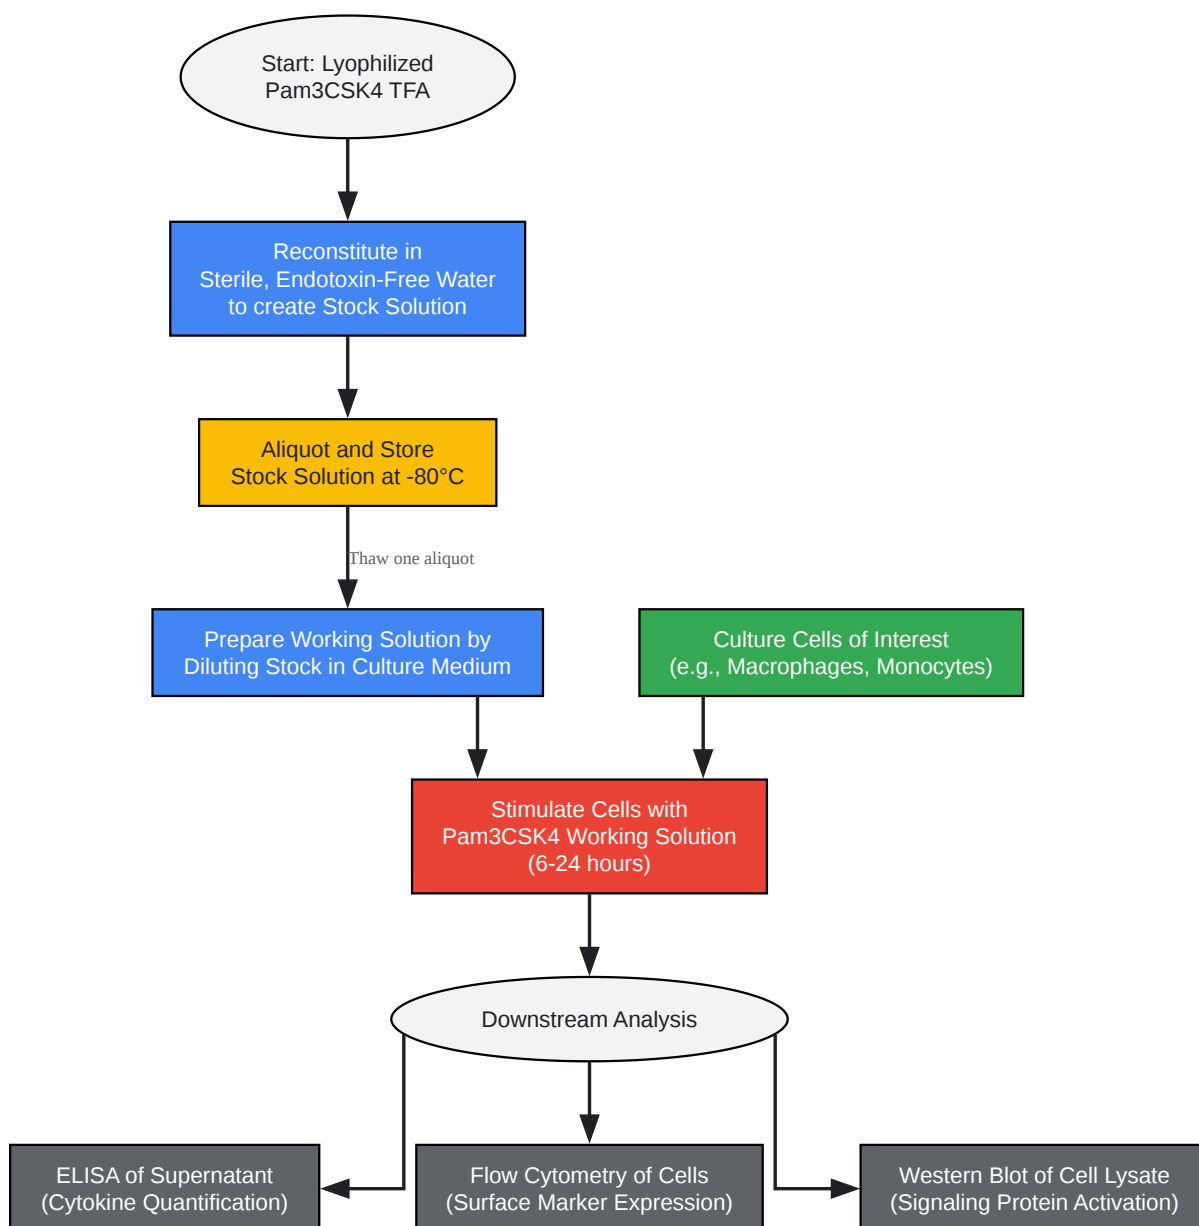 Start: Lyophilized
Pam3CSK4 TFA
Reconstitute in
Sterile, Endotoxin-Free Water
to create Stock Solution
Aliquot and Store
Stock Solution at -80°C
Thaw one aliquot
Prepare Working Solution by
Diluting Stock in Culture Medium
Culture Cells of Interest
(e.g., Macrophages, Monocytes)
Stimulate Cells with
Pam3CSK4 Working Solution
(6-24 hours)
Downstream Analysis
ELISA of Supernatant
(Cytokine Quantification)
Flow Cytometry of Cells
(Surface Marker Expression)
Western Blot of Cell Lysate
(Signaling Protein Activation)